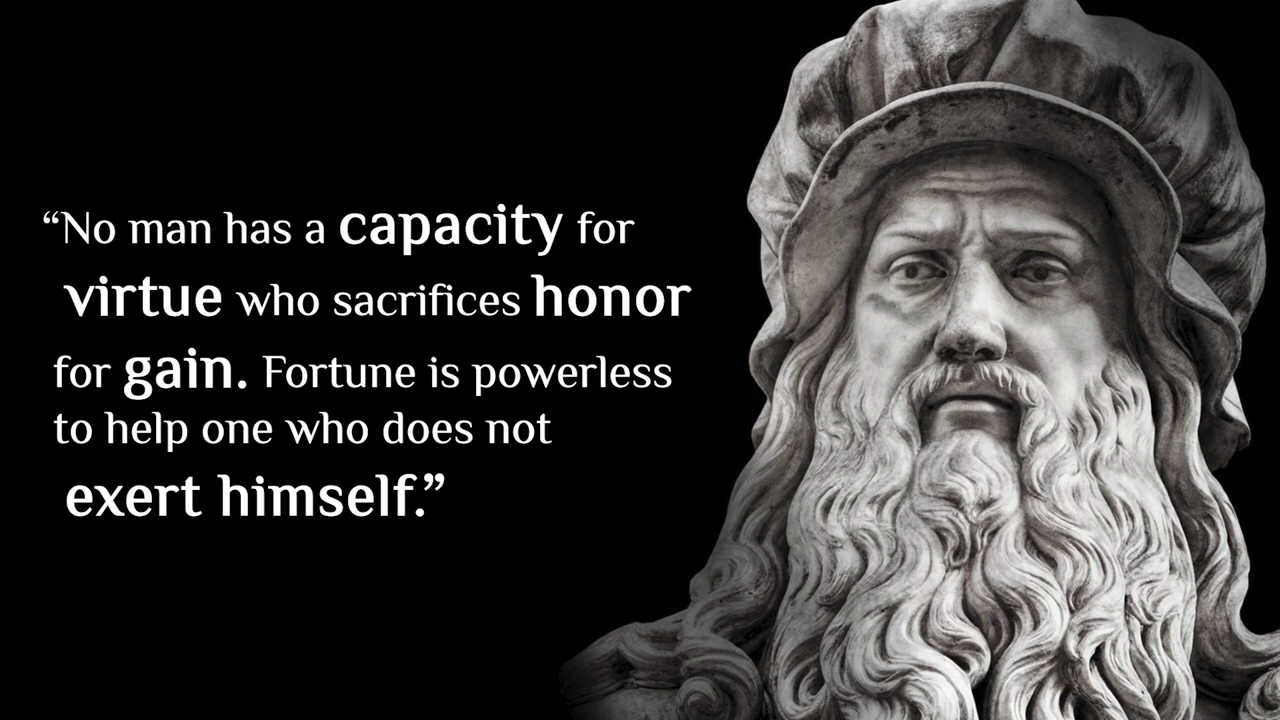 “No man has a capacity for
virtue who sacrifices honor
for gain. Fortune is powerless
to help one who does not
exert himself.”